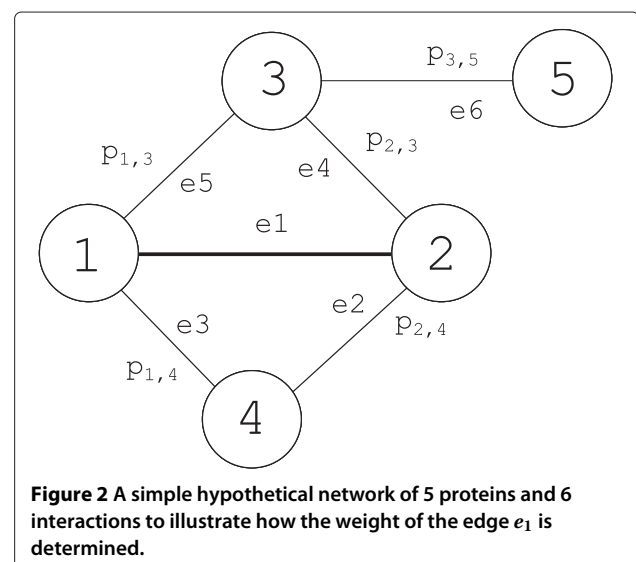 p3,5
3
5
e6
p1,3
p2,3
e5
e4
e1
1
2
e3
e2
p2,4
p1,4
4
Figure 2 A simple hypothetical network of 5 proteins and 6
interactions to illustrate how the weight of the edge e1 is
determined.